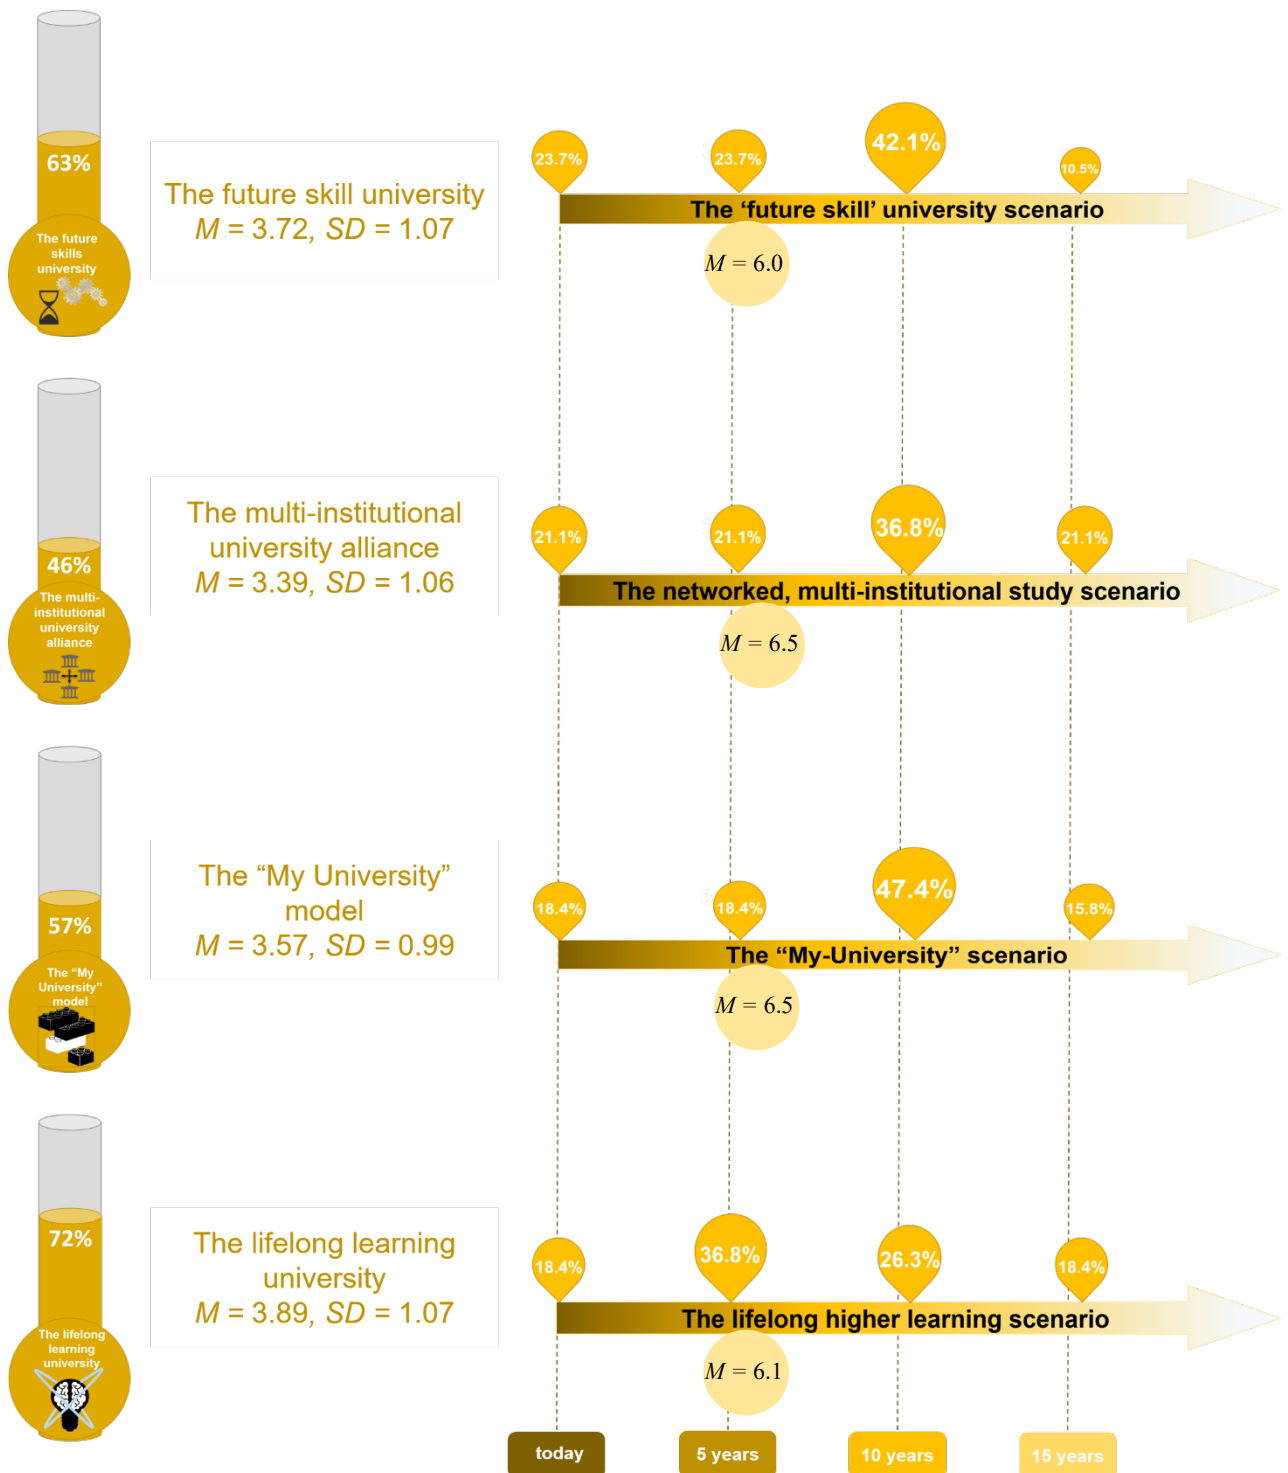 63%
The future
skills
university
The future skill university
M = 3.72, SD = 1.07
23.7%
23.7%
42.1%
10.5%
The ‘future skill’ university scenario
M = 6.0
46%
The multi-
institutional
university
alliance
The multi-institutional
university alliance
M = 3.39, SD = 1.06
21.1%
21.1%
36.8%
21.1%
The networked, multi-institutional study scenario
M = 6.5
57%
The “My
University”
model
The “My University”
model
M = 3.57, SD = 0.99
18.4%
18.4%
47.4%
15.8%
The “My-University” scenario
M = 6.5
72%
The lifelong
learning
university
The lifelong learning
university
M = 3.89, SD = 1.07
18.4%
36.8%
26.3%
18.4%
The lifelong higher learning scenario
M = 6.1
today
5 years
10 years
15 years